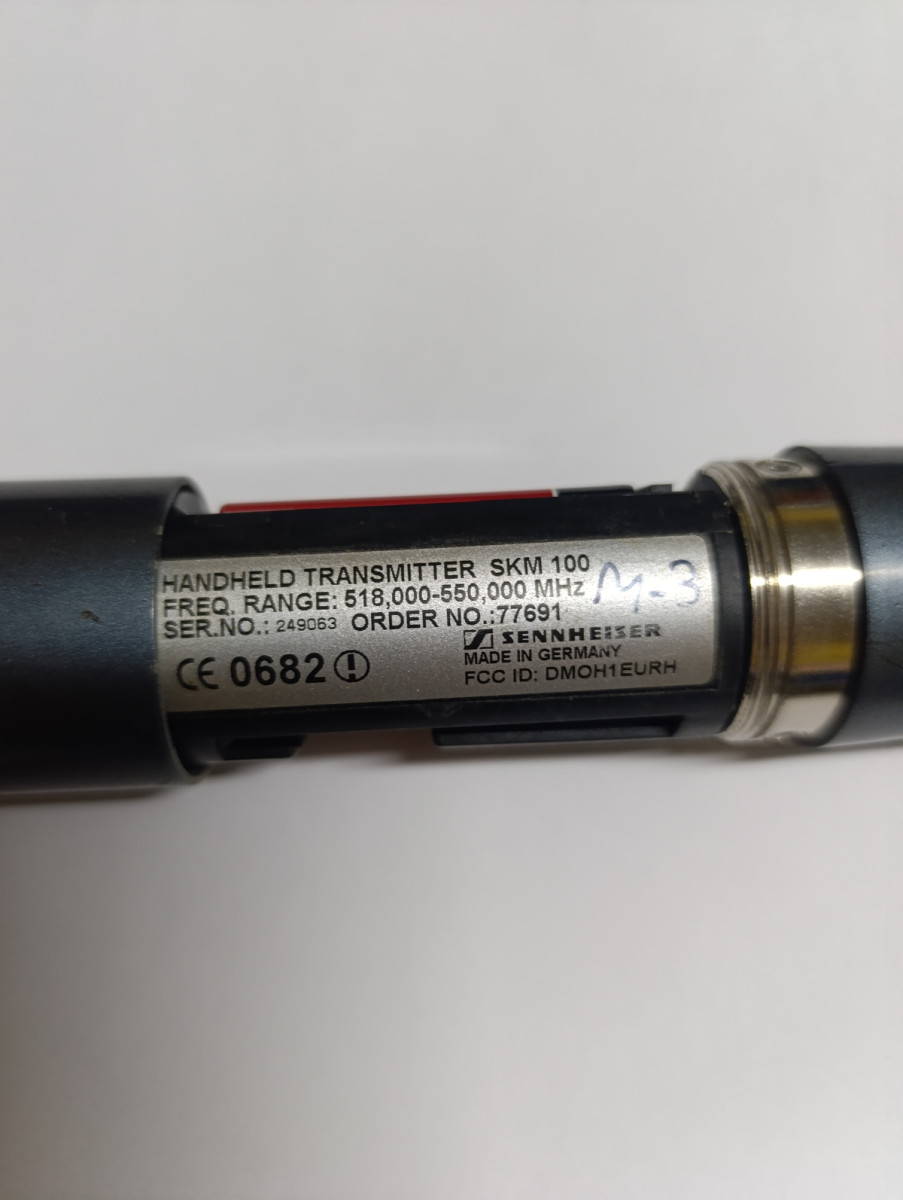 HANDHELD TRANSMITTER SKM 100
FREQ. RANGE: 518,000-550,000 MHz
M-3
SER.NO.: 249063 ORDER NO.:77691
SENNHEISER
MADE IN GERMANY
CE 0682
FCC ID: DMOH1EURH